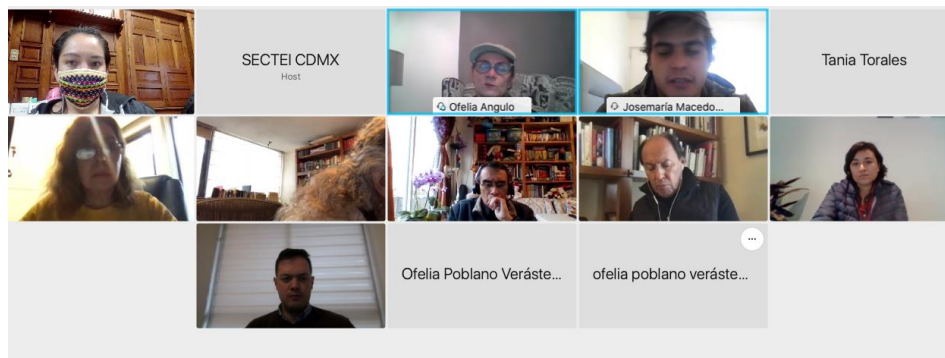 SECTEI CDMX
Host
Ofelia Angulo
Josemaría Macedo...
Tania Torales
Ofelia Poblano Veráste...
ofelia poblano veráste...